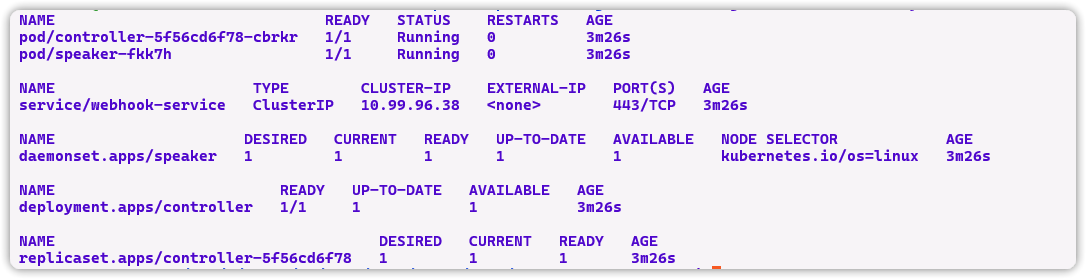 NAME READY STATUS RESTARTS AGE
pod/controller-5f56cd6f78-cbrkr 1/1 Running 0 3m26s
pod/speaker-fkk7h 1/1 Running 0 3m26s
NAME TYPE CLUSTER-IP EXTERNAL-IP PORT(S) AGE
service/webhook-service ClusterIP 10.99.96.38 <none> 443/TCP 3m26s
NAME DESIRED CURRENT READY UP-TO-DATE AVAILABLE NODE SELECTOR AGE
daemonset.apps/speaker 1 1 1 1 1 kubernetes.io/os=linux 3m26s
NAME READY UP-TO-DATE AVAILABLE AGE
deployment.apps/controller 1/1 1 1 3m26s
NAME DESIRED CURRENT READY AGE
replicaset.apps/controller-5f56cd6f78 1 1 1 3m26s